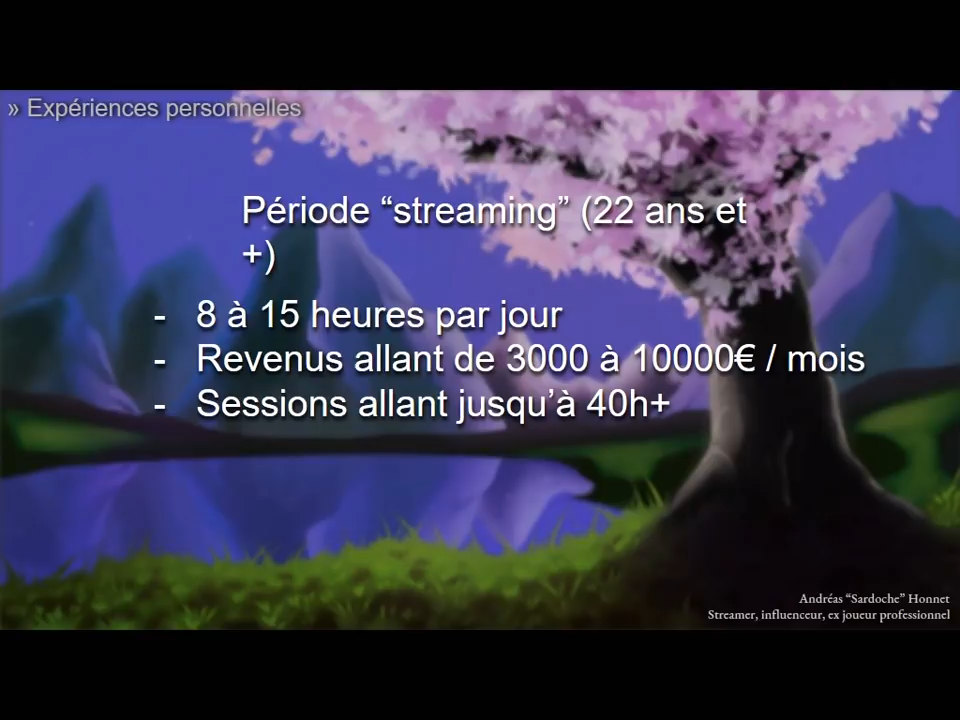 » Expériences personnelles
Période “streaming” (22 ans et
+)
- 8 à 15 heures par jour
- Revenus allant de 3000 à 10000€ / mois
- Sessions allant jusqu’à 40h+
Andréas “Sardoche” Honnet
Streamer, influenceur, ex joueur professionnel